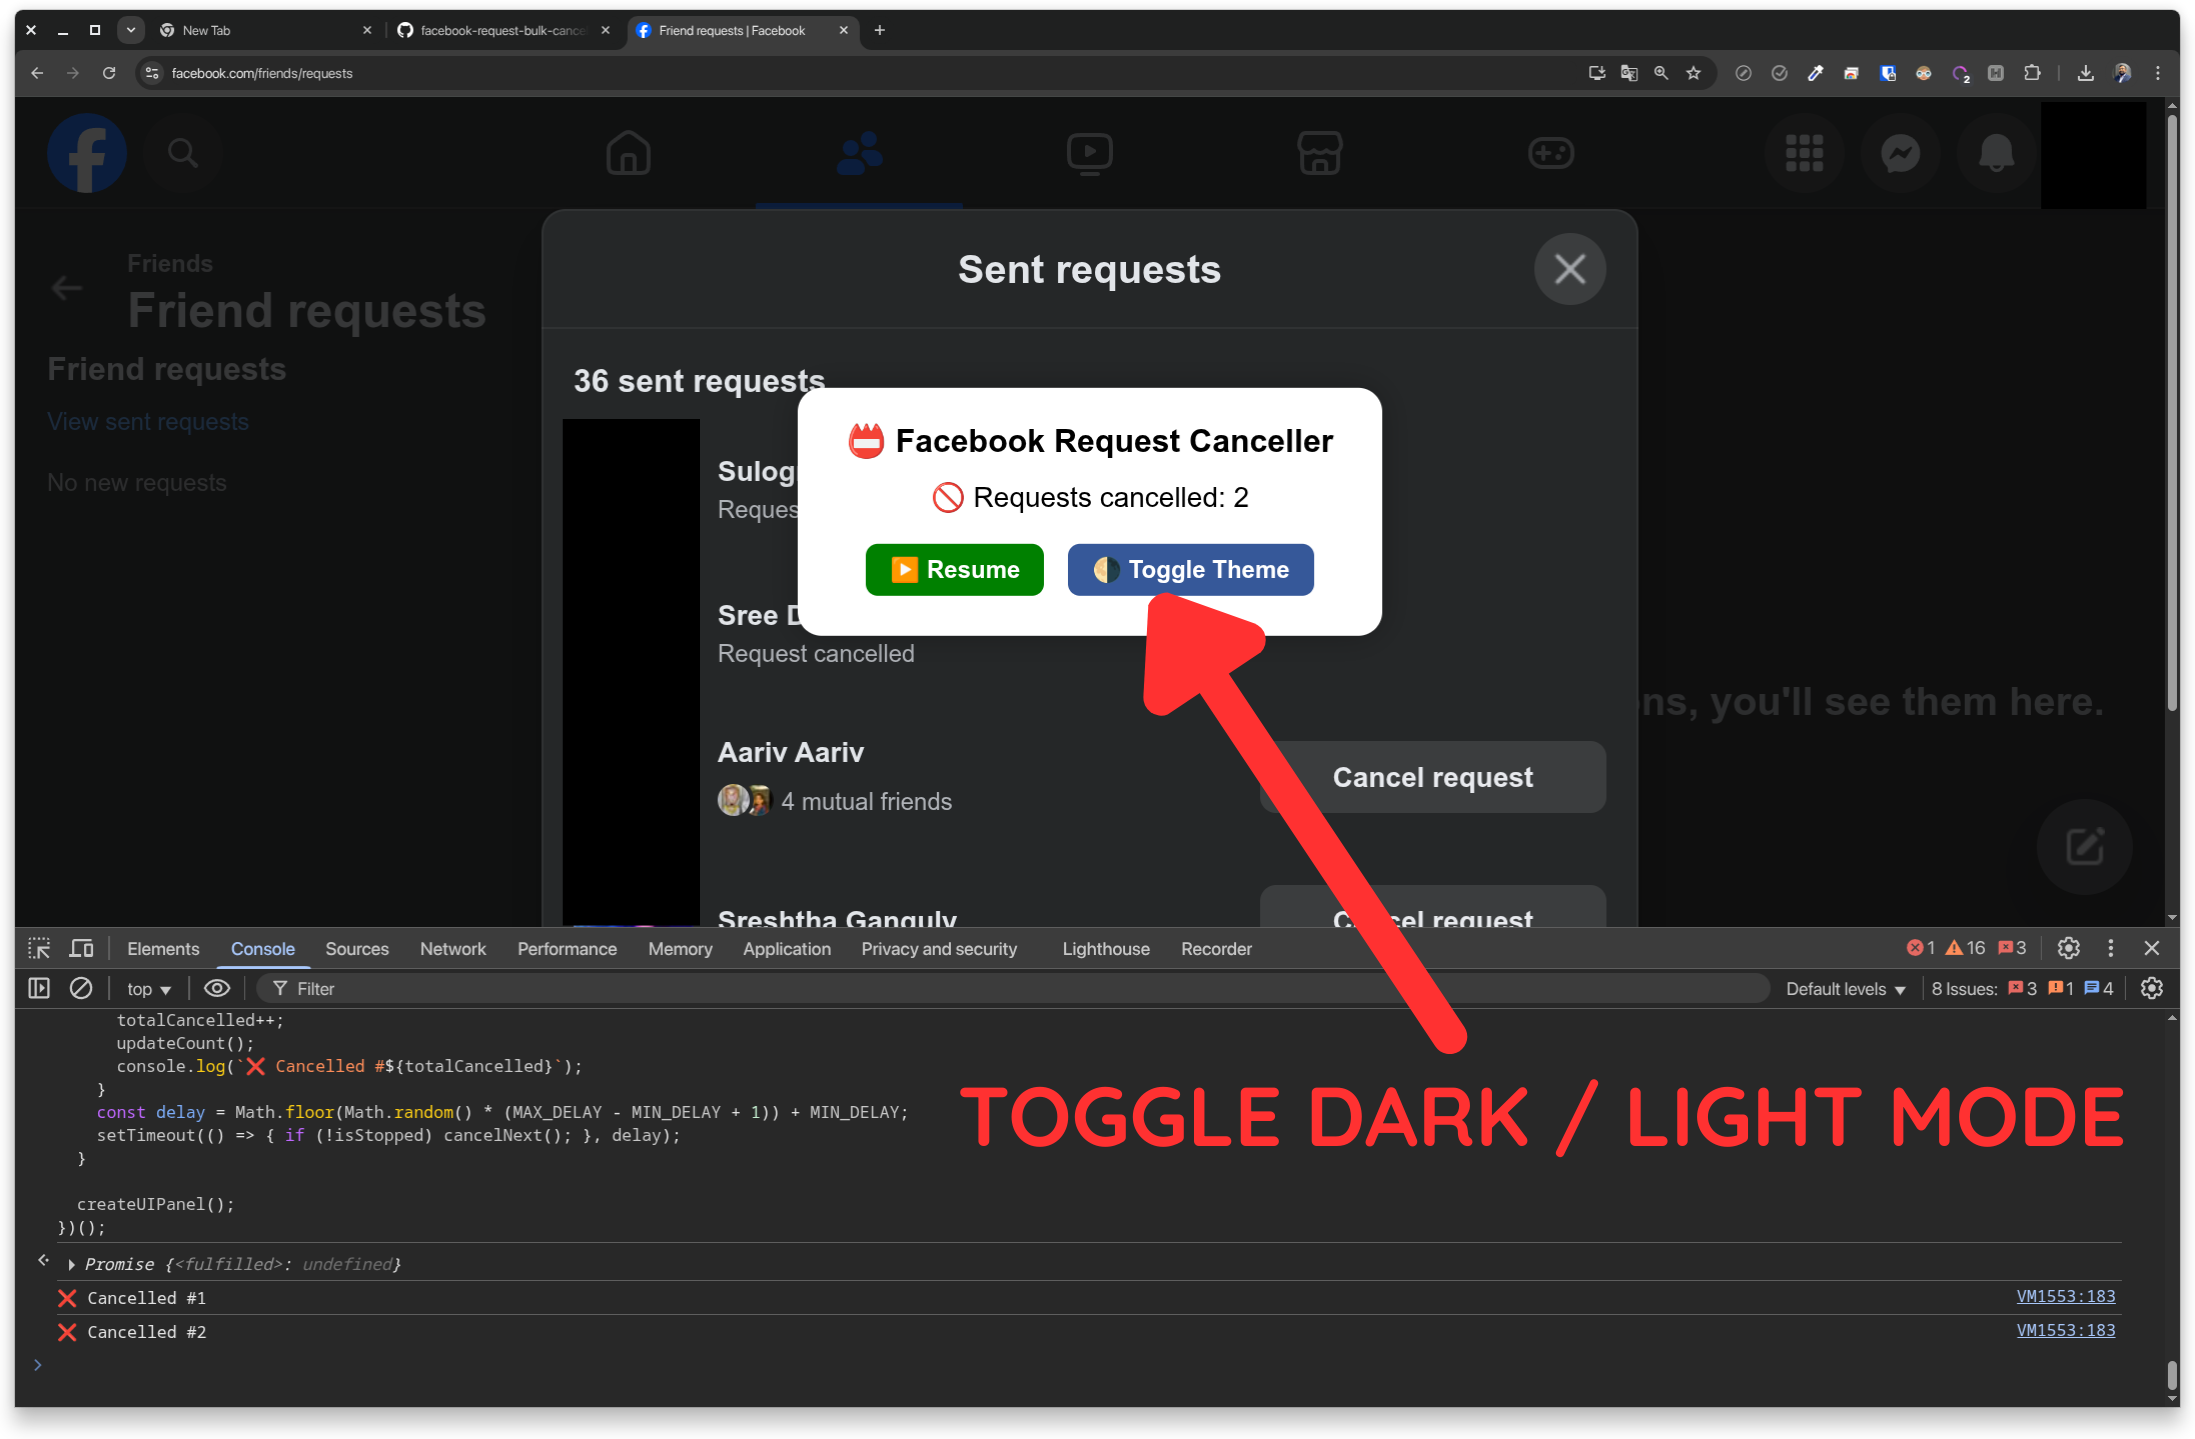 New Tab
facebook-request-bulk-cance
Friend requests | Facebook
facebook.com/friends/requests
2
Friends
Friend requests
Friend requests
View sent requests
No new requests
Sent requests
36 sent requests
📛 Facebook Request Canceller
🚫 Requests cancelled: 2
▶️ Resume
🌗 Toggle Theme
Sulog
Reques
Sree D
Request cancelled
ns, you'll see them here.
Aariv Aariv
4 mutual friends
Cancel request
Sreshtha Ganguly
Cancel request
Elements Console Sources Network Performance Memory Application Privacy and security Lighthouse Recorder
1 16 3
top
Filter
Default levels
8 Issues: 3 1 4
totalCancelled++;
updateCount();
console.log(`❌ Cancelled #${totalCancelled}`);
}
const delay = Math.floor(Math.random() * (MAX_DELAY - MIN_DELAY + 1)) + MIN_DELAY;
setTimeout(() => { if (!isStopped) cancelNext(); }, delay);
}
createUIPanel();
})();
TOGGLE DARK / LIGHT MODE
Promise {<fulfilled>: undefined}
❌ Cancelled #1
VM1553:183
❌ Cancelled #2
VM1553:183